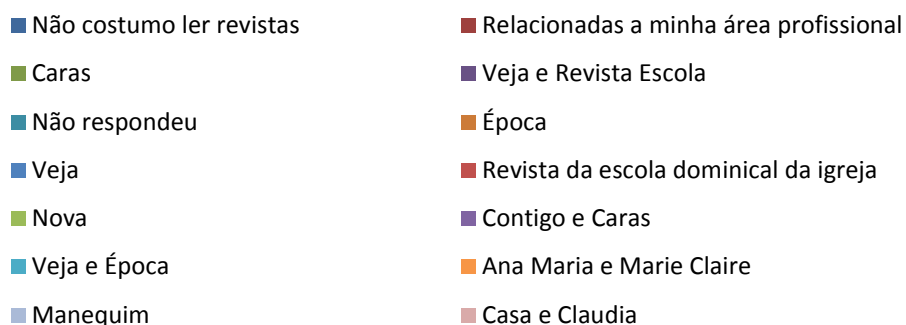 Não costumo ler revistas
Relacionadas a minha área profissional
Caras
Veja e Revista Escola
Não respondeu
Época
Veja
Revista da escola dominical da igreja
Nova
Contigo e Caras
Veja e Época
Ana Maria e Marie Claire
Manequim
Casa e Claudia